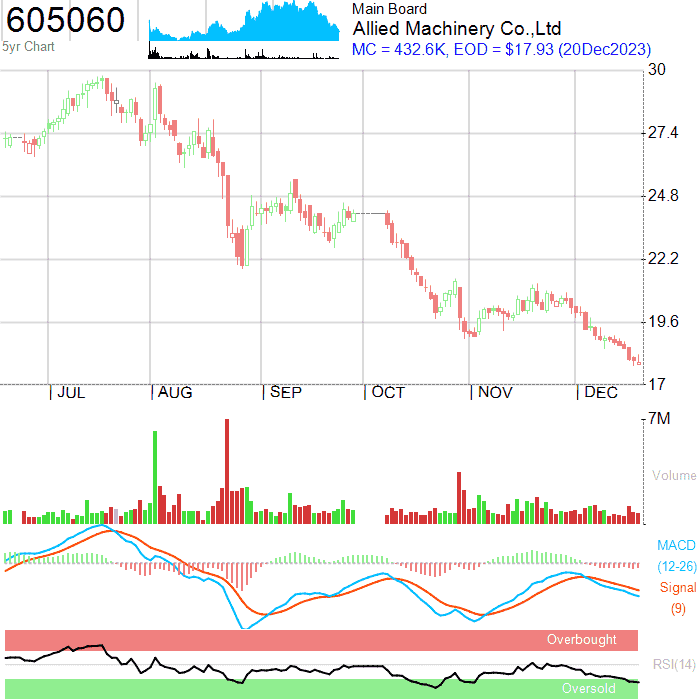 605060
5yr Chart
Main Board
Allied Machinery Co.,Ltd
MC = 432.6K, EOD = $17.93 (20Dec2023)
30
27.4
24.8
22.2
19.6
17
JUL AUG SEP OCT NOV DEC
7M
Volume
MACD
(12-26)
Signal
(9)
Overbought
RSI(14)
Oversold